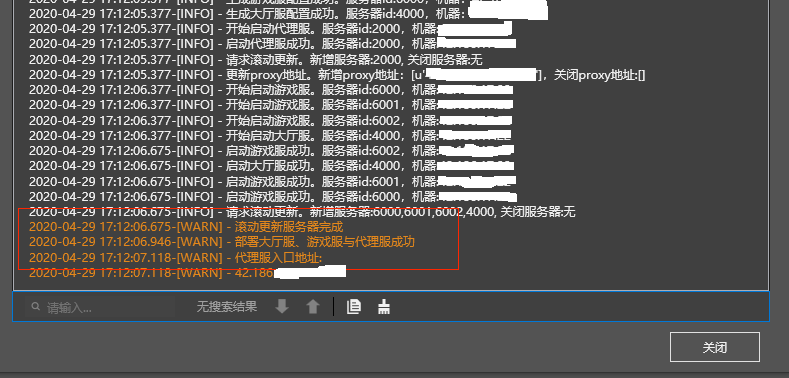 2020-04-29 17:12:05.377-[INFO] - 生成游戏服配置成功。服务器id:6000，机器:
2020-04-29 17:12:05.377-[INFO] - 生成大厅服配置成功。服务器id:4000，机器:
2020-04-29 17:12:05.377-[INFO] - 开始启动代理服。服务器id:2000，机器:
2020-04-29 17:12:05.377-[INFO] - 启动代理服成功。服务器id:2000，机器:
2020-04-29 17:12:05.377-[INFO] - 请求滚动更新。新增服务器:2000, 关闭服务器:无
2020-04-29 17:12:05.377-[INFO] - 更新proxy地址。新增proxy地址：[u' ']，关闭proxy地址:[]
2020-04-29 17:12:06.377-[INFO] - 开始启动游戏服。服务器id:6000，机器:
2020-04-29 17:12:06.377-[INFO] - 开始启动游戏服。服务器id:6001，机器:
2020-04-29 17:12:06.377-[INFO] - 开始启动游戏服。服务器id:6002，机器:
2020-04-29 17:12:06.377-[INFO] - 开始启动大厅服。服务器id:4000，机器:
2020-04-29 17:12:06.675-[INFO] - 启动游戏服成功。服务器id:6002，机器:
2020-04-29 17:12:06.675-[INFO] - 启动大厅服成功。服务器id:4000，机器:
2020-04-29 17:12:06.675-[INFO] - 启动游戏服成功。服务器id:6001，机器:
2020-04-29 17:12:06.675-[INFO] - 启动游戏服成功。服务器id:6000，机器:
2020-04-29 17:12:06.675-[INFO] - 请求滚动更新。新增服务器:6000,6001,6002,4000, 关闭服务器:无
2020-04-29 17:12:06.675-[WARN] - 滚动更新服务器完成
2020-04-29 17:12:06.946-[WARN] - 部署大厅服、游戏服与代理服成功
2020-04-29 17:12:07.118-[WARN] - 代理服入口地址:
2020-04-29 17:12:07.118-[WARN] - 42.186
请输入... 无搜索结果
关闭